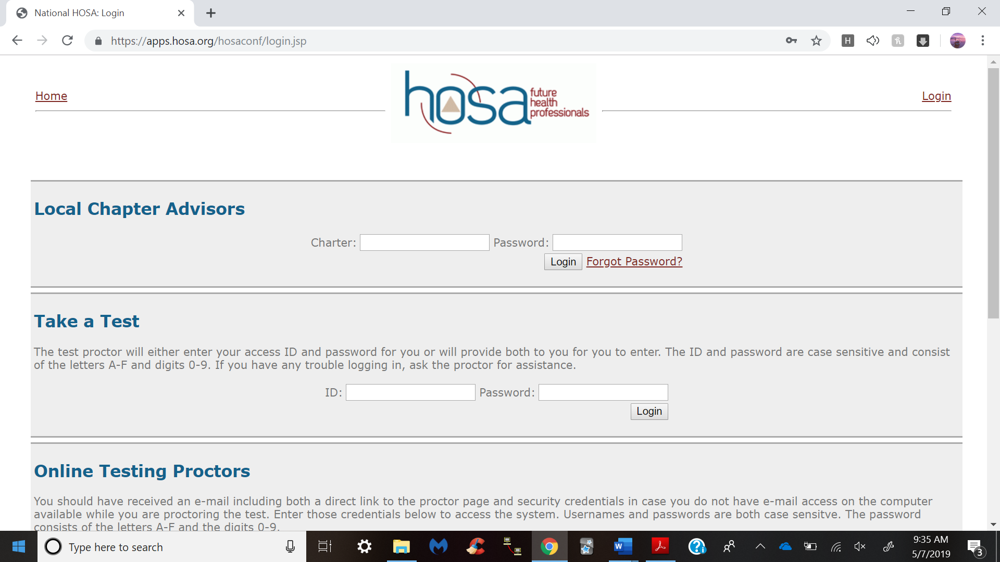 National HOSA: Login
https://apps.hosa.org/hosaconf/login.jsp
H
Home
hosa
future
health
professionals
Login
Local Chapter Advisors
Charter: Password:
Login Forgot Password?
Take a Test
The test proctor will either enter your access ID and password for you or will provide both to you for you to enter. The ID and password are case sensitive and consist
of the letters A-F and digits 0-9. If you have any trouble logging in, ask the proctor for assistance.
ID: Password:
Login
Online Testing Proctors
You should have received an e-mail including both a direct link to the proctor page and security credentials in case you do not have e-mail access on the computer
available while you are proctoring the test. Enter those credentials below to access the system. Usernames and passwords are both case sensitve. The password
consists of the letters A-F and the digits 0-9.
Type here to search
9:35 AM
5/7/2019
3